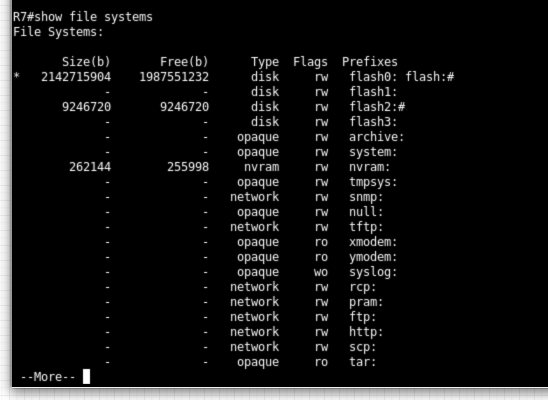 R7#show file systems
File Systems:
Size(b) Free(b) Type Flags Prefixes
* 2142715904 1987551232 disk rw flash0: flash:#
- - disk rw flash1:
9246720 9246720 disk rw flash2:#
- - disk rw flash3:
- - opaque rw archive:
- - opaque rw system:
262144 255998 nvram rw nvram:
- - opaque rw tmpsys:
- - network rw snmp:
- - opaque rw null:
- - network rw tftp:
- - opaque ro xmodem:
- - opaque ro ymodem:
- - opaque wo syslog:
- - network rw rcp:
- - network rw pram:
- - network rw ftp:
- - network rw http:
- - network rw scp:
- - opaque ro tar:
--More--